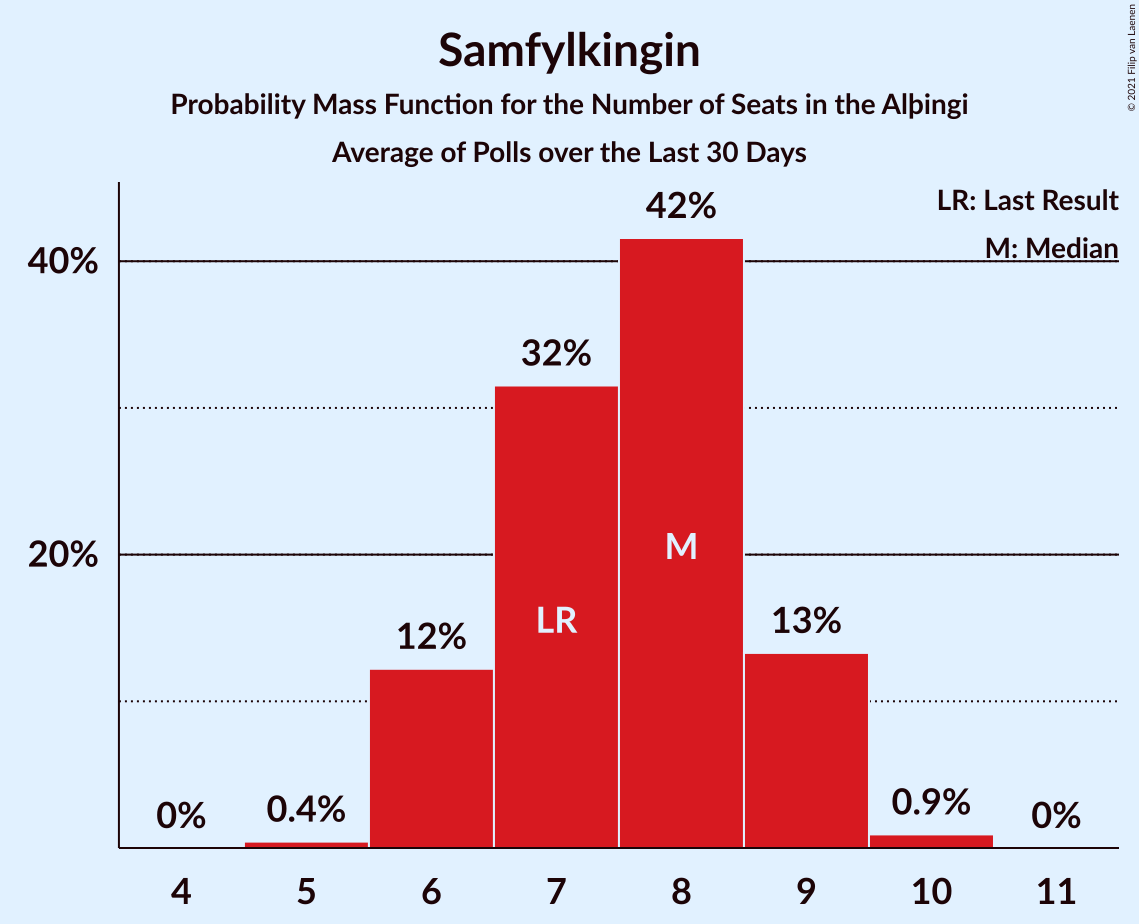 Samfylkingin
Probability Mass Function for the Number of Seats in the Alþingi
Average of Polls over the Last 30 Days
© 2021 Filip van Laenen
LR: Last Result
M: Median
40%
20%
0%
0.4%
12%
32%
42%
13%
0.9%
0%
LR
M
4 5 6 7 8 9 10 11